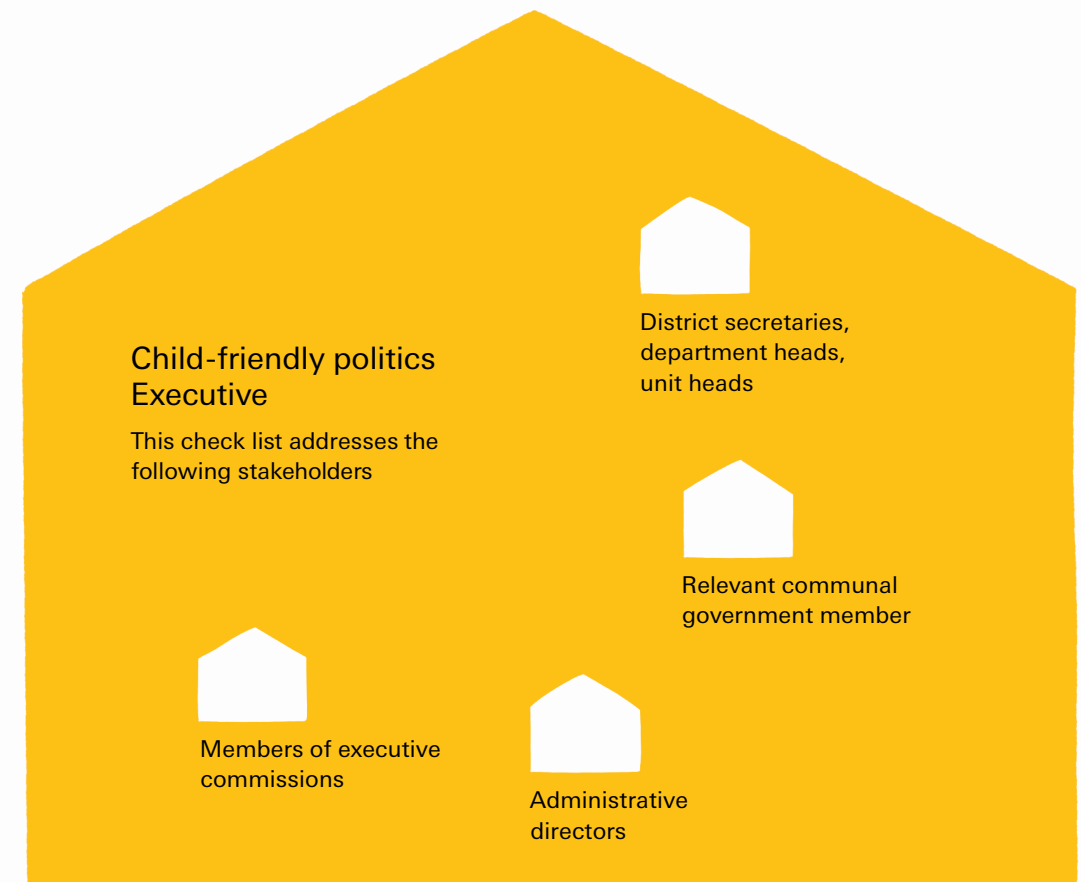 Child-friendly politics
Executive
This check list addresses the
following stakeholders
District secretaries,
department heads,
unit heads
Relevant communal
government member
Members of executive
commissions
Administrative
directors